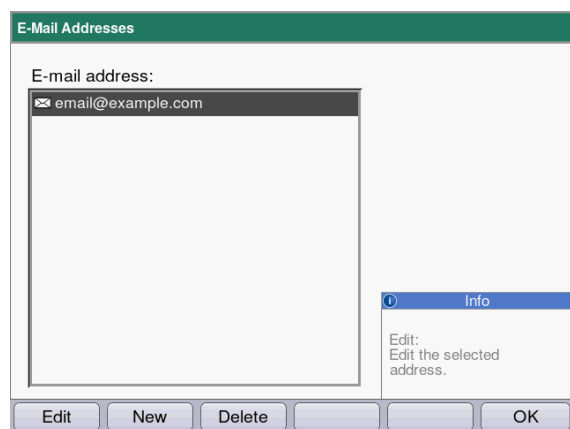 E-Mail Addresses
E-mail address:
email@example.com
Info
Edit:
Edit the selected
address.
Edit
New
Delete
OK